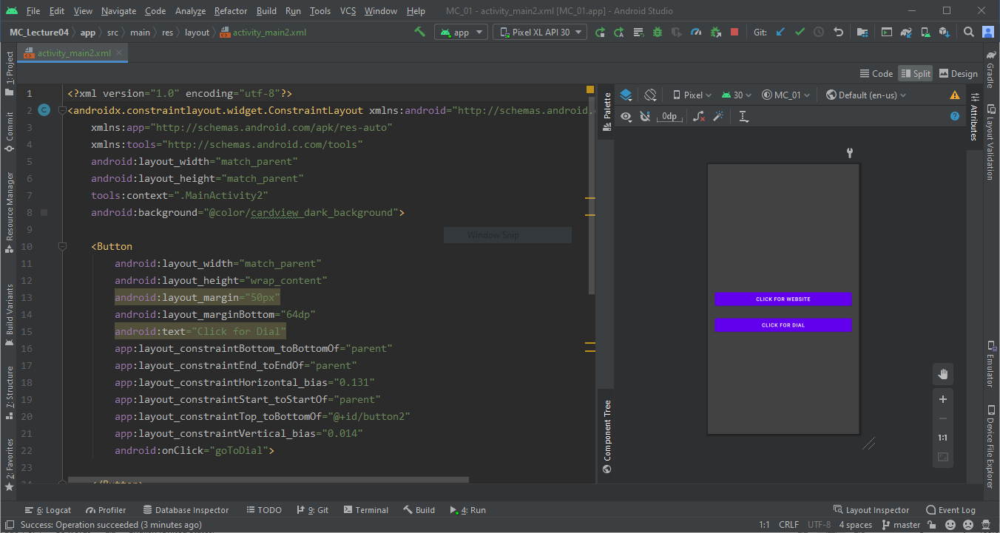 File Edit View Navigate Code Analyze Refactor Build Run Tools VCS Window Help MC_01 - activity_main2.xml [MC_01.app] - Android Studio
MC_Lecture04 app src main res layout activity_main2.xml app Pixel XL API 30 Git:
activity_main2.xml
Code Split Design
1: Project
Commit
Resource Manager
Build Variants
7: Structure
2: Favorites
1 <?xml version="1.0" encoding="utf-8"?>
2 <androidx.constraintlayout.widget.ConstraintLayout xmlns:android="http://schemas.android.
3 xmlns:app="http://schemas.android.com/apk/res-auto"
4 xmlns:tools="http://schemas.android.com/tools"
5 android:layout_width="match_parent"
6 android:layout_height="match_parent"
7 tools:context=".MainActivity2"
8 android:background="@color/cardview_dark_background">
9
10 <Button
11 android:layout_width="match_parent"
12 android:layout_height="wrap_content"
13 android:layout_margin="50px"
14 android:layout_marginBottom="64dp"
15 android:text="Click for Dial"
16 app:layout_constraintBottom_toBottomOf="parent"
17 app:layout_constraintEnd_toEndOf="parent"
18 app:layout_constraintHorizontal_bias="0.131"
19 app:layout_constraintStart_toStartOf="parent"
20 app:layout_constraintTop_toBottomOf="@+id/button2"
21 app:layout_constraintVertical_bias="0.014"
22 android:onClick="goToDial">
23
24 </Button>
Window Snip
Palette
Component Tree
Pixel 30 MC_01 Default (en-us)
0dp
CLICK FOR WEBSITE
CLICK FOR DIAL
1:1
Attributes
Gradle
Layout Validation
Emulator
Device File Explorer
6: Logcat Profiler Database Inspector TODO 9: Git Terminal Build 4: Run Layout Inspector Event Log
Success: Operation succeeded (3 minutes ago) 1:1 CRLF UTF-8 4 spaces master